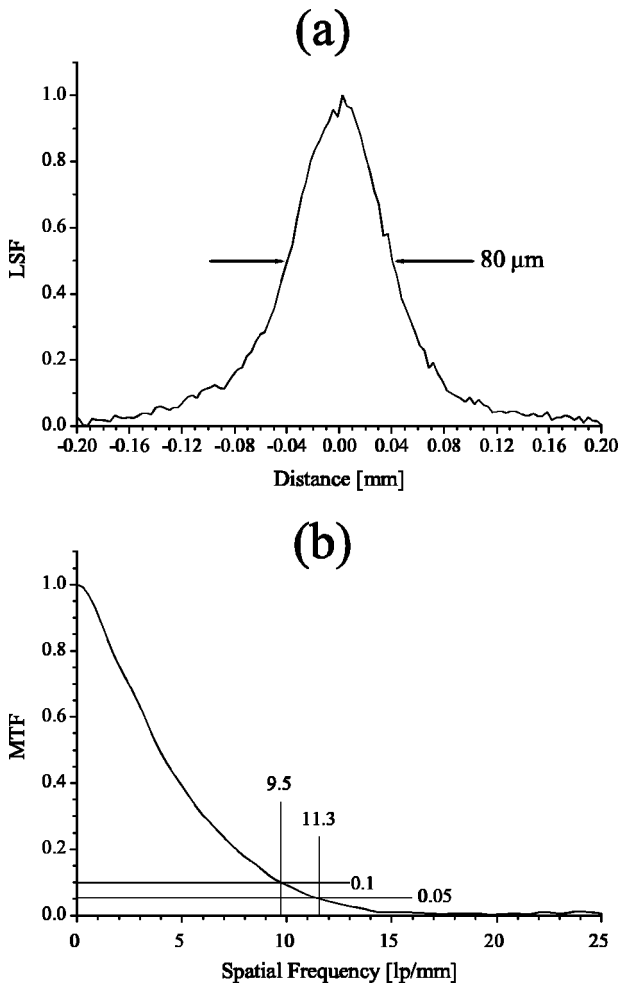 (a)
1.0
0.8
0.6
0.4
0.2
0.0
LSF
80 μm
-0.20 -0.16 -0.12 -0.08 -0.04 0.00 0.04 0.08 0.12 0.16 0.20
Distance [mm]
(b)
1.0
0.8
0.6
0.4
0.2
0.0
MTF
9.5
11.3
0.1
0.05
0 5 10 15 20 25
Spatial Frequency [lp/mm]